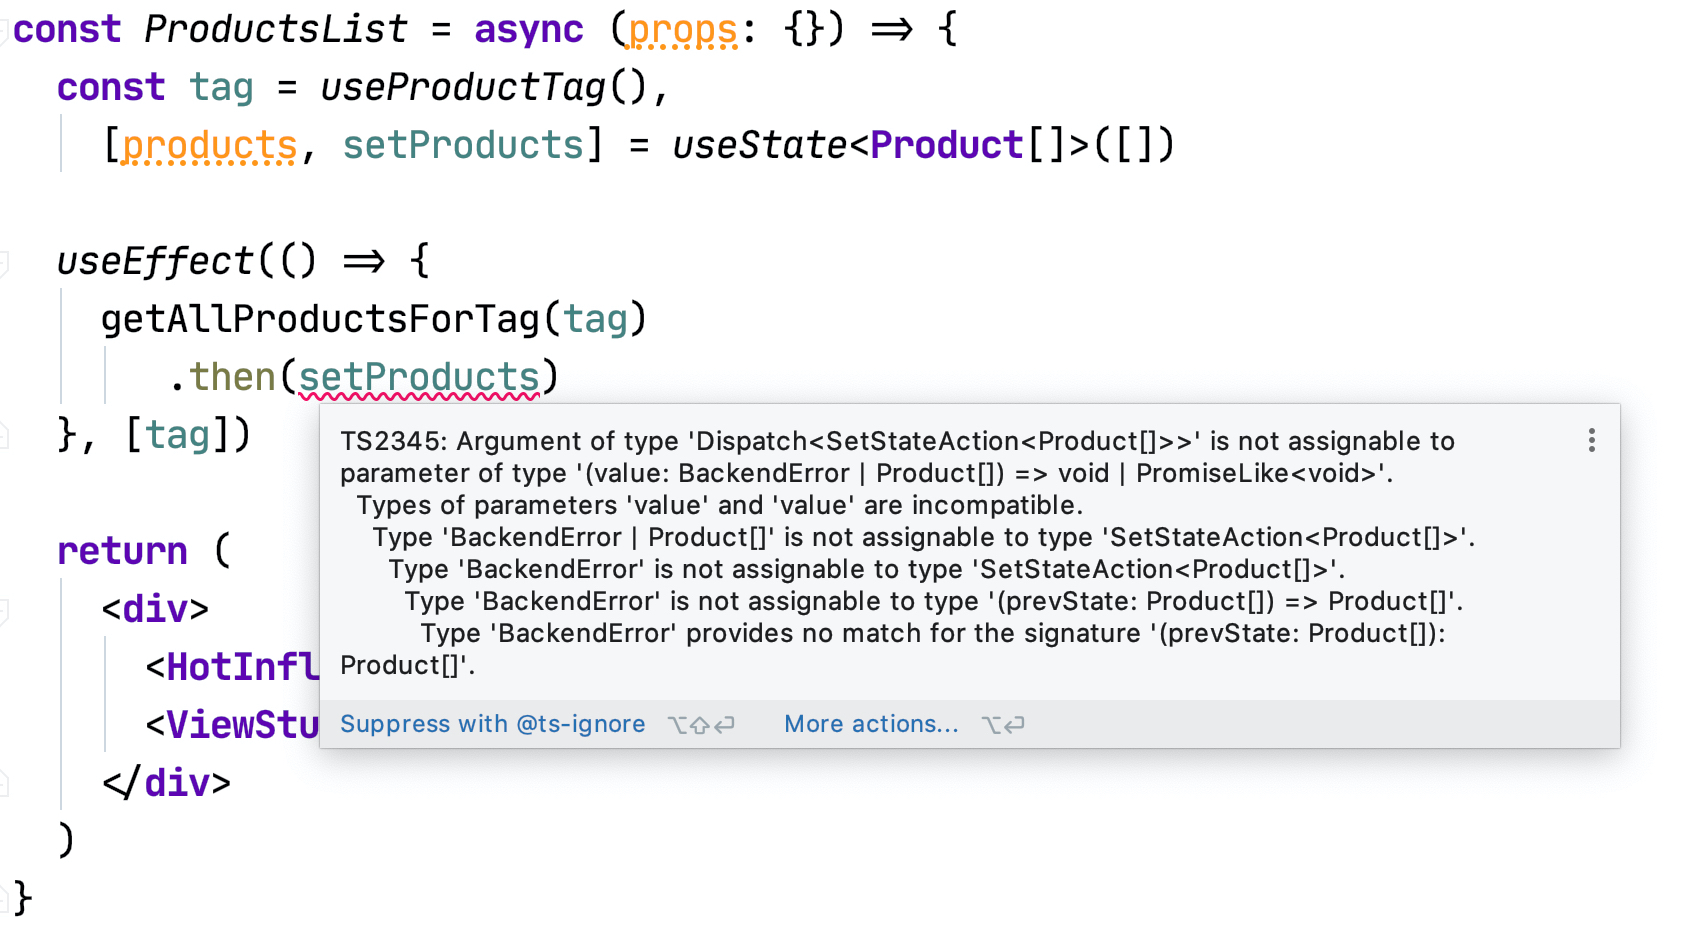 const ProductsList = async (props: {}) => {
const tag = useProductTag(),
[products, setProducts] = useState<Product[]>([])
useEffect(() => {
getAllProductsForTag(tag)
.then(setProducts)
}, [tag])
TS2345: Argument of type 'Dispatch<SetStateAction<Product[]>>' is not assignable to
parameter of type '(value: BackendError | Product[]) => void | PromiseLike<void>'.
Types of parameters 'value' and 'value' are incompatible.
Type 'BackendError | Product[]' is not assignable to type 'SetStateAction<Product[]>'.
Type 'BackendError' is not assignable to type 'SetStateAction<Product[]>'.
Type 'BackendError' is not assignable to type '(prevState: Product[]) => Product[]'.
Type 'BackendError' provides no match for the signature '(prevState: Product[]):
Product[]'.
Suppress with @ts-ignore ⌥⇧⏎ More actions... ⌥⏎
return (
<div>
<HotInfl
<ViewStu
</div>
)
}